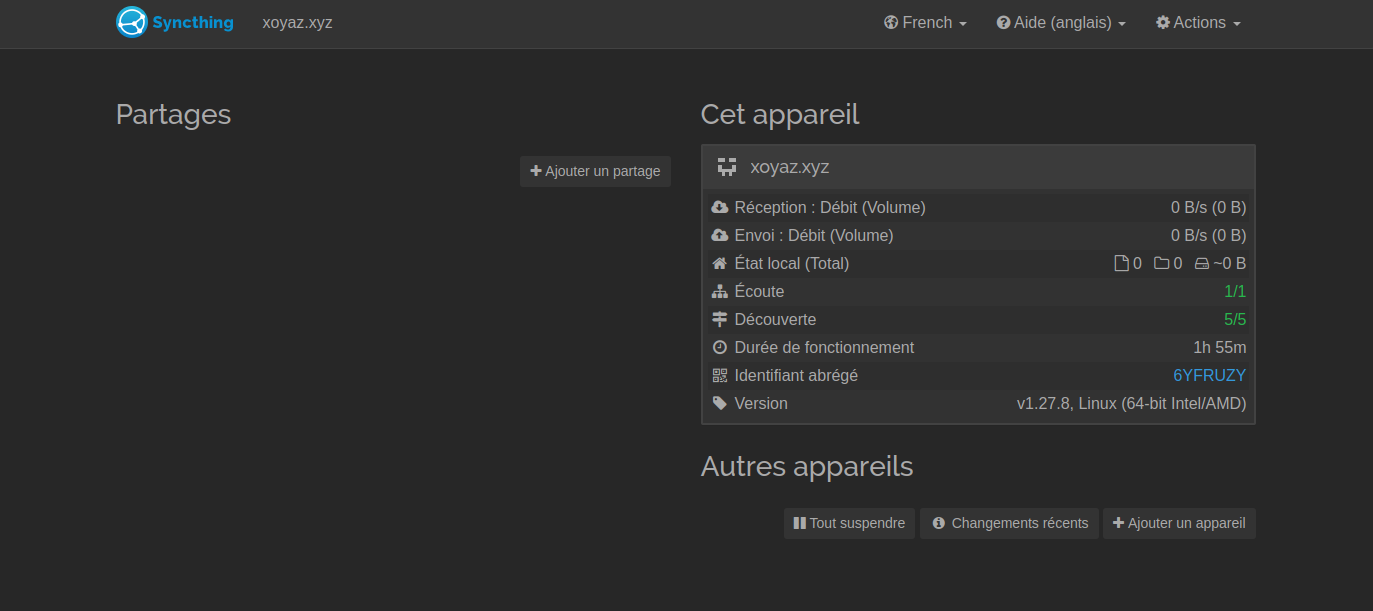 Syncthing xoyaz.xyz French Aide (anglais) Actions
Partages
Ajouter un partage
Cet appareil
xoyaz.xyz
Réception : Débit (Volume) 0 B/s (0 B)
Envoi : Débit (Volume) 0 B/s (0 B)
État local (Total) 0 0 ~0 B
Écoute 1/1
Découverte 5/5
Durée de fonctionnement 1h 55m
Identifiant abrégé 6YFRUZY
Version v1.27.8, Linux (64-bit Intel/AMD)
Autres appareils
Tout suspendre Changements récents Ajouter un appareil